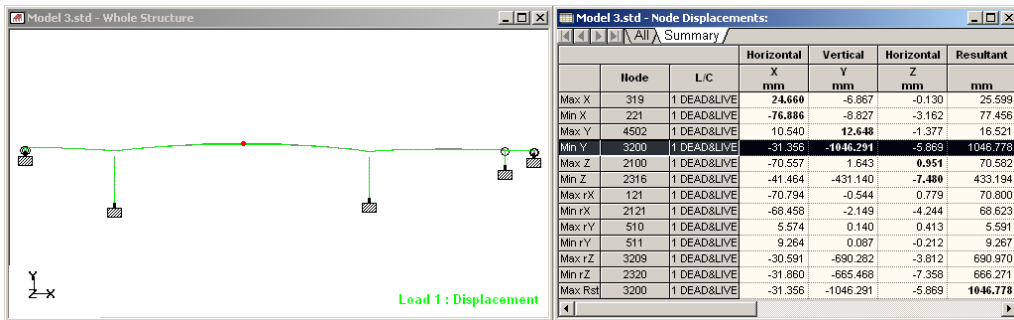 Model 3.std - Whole Structure
Y
Z X
Load 1 : Displacement
Model 3.std - Node Displacements:
All Summary
Horizontal Vertical Horizontal Resultant
Node L/C X mm Y mm Z mm mm
Max X 319 1 DEAD&LIVE 24.660 -6.867 -0.130 25.599
Min X 221 1 DEAD&LIVE -76.886 -8.827 -3.162 77.456
Max Y 4502 1 DEAD&LIVE 10.540 12.648 -1.377 16.521
Min Y 3200 1 DEAD&LIVE -31.356 -1046.291 -5.869 1046.778
Max Z 2100 1 DEAD&LIVE -70.557 1.643 0.951 70.582
Min Z 2316 1 DEAD&LIVE -41.464 -431.140 -7.480 433.194
Max rX 121 1 DEAD&LIVE -70.794 -0.544 0.779 70.800
Min rX 2121 1 DEAD&LIVE -68.458 -2.149 -4.244 68.623
Max rY 510 1 DEAD&LIVE 5.574 0.140 0.413 5.591
Min rY 511 1 DEAD&LIVE 9.264 0.087 -0.212 9.267
Max rZ 3209 1 DEAD&LIVE -30.591 -690.282 -3.812 690.970
Min rZ 2320 1 DEAD&LIVE -31.860 -665.468 -7.358 666.271
Max Rst 3200 1 DEAD&LIVE -31.356 -1046.291 -5.869 1046.778